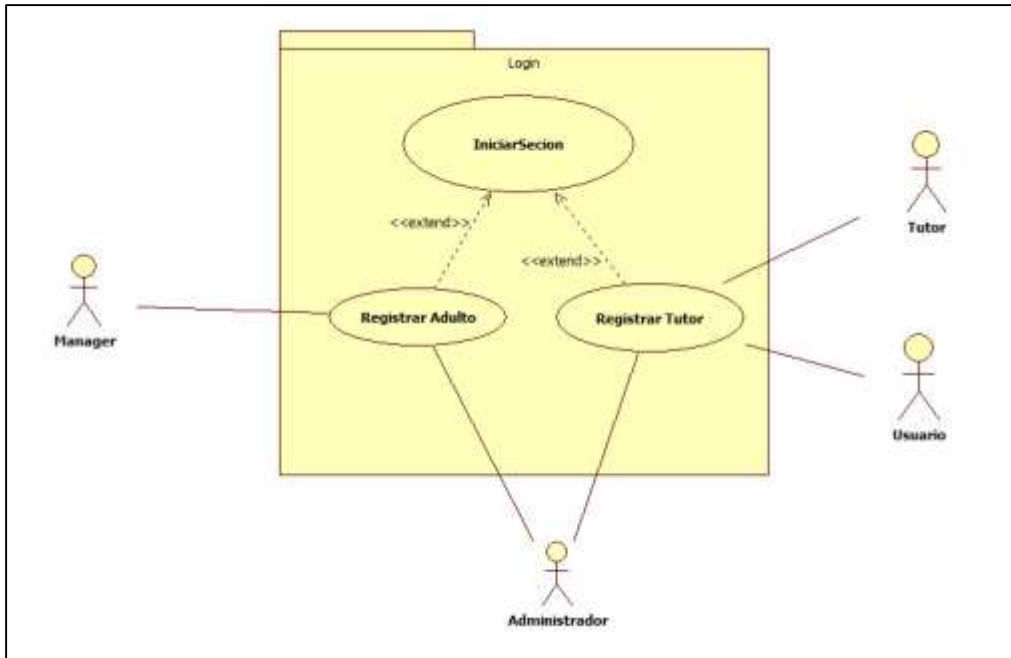 Login
IniciarSecion
<<extend>>
<<extend>>
Tutor
Manager
Registrar Adulto
Registrar Tutor
Usuario
Administrador